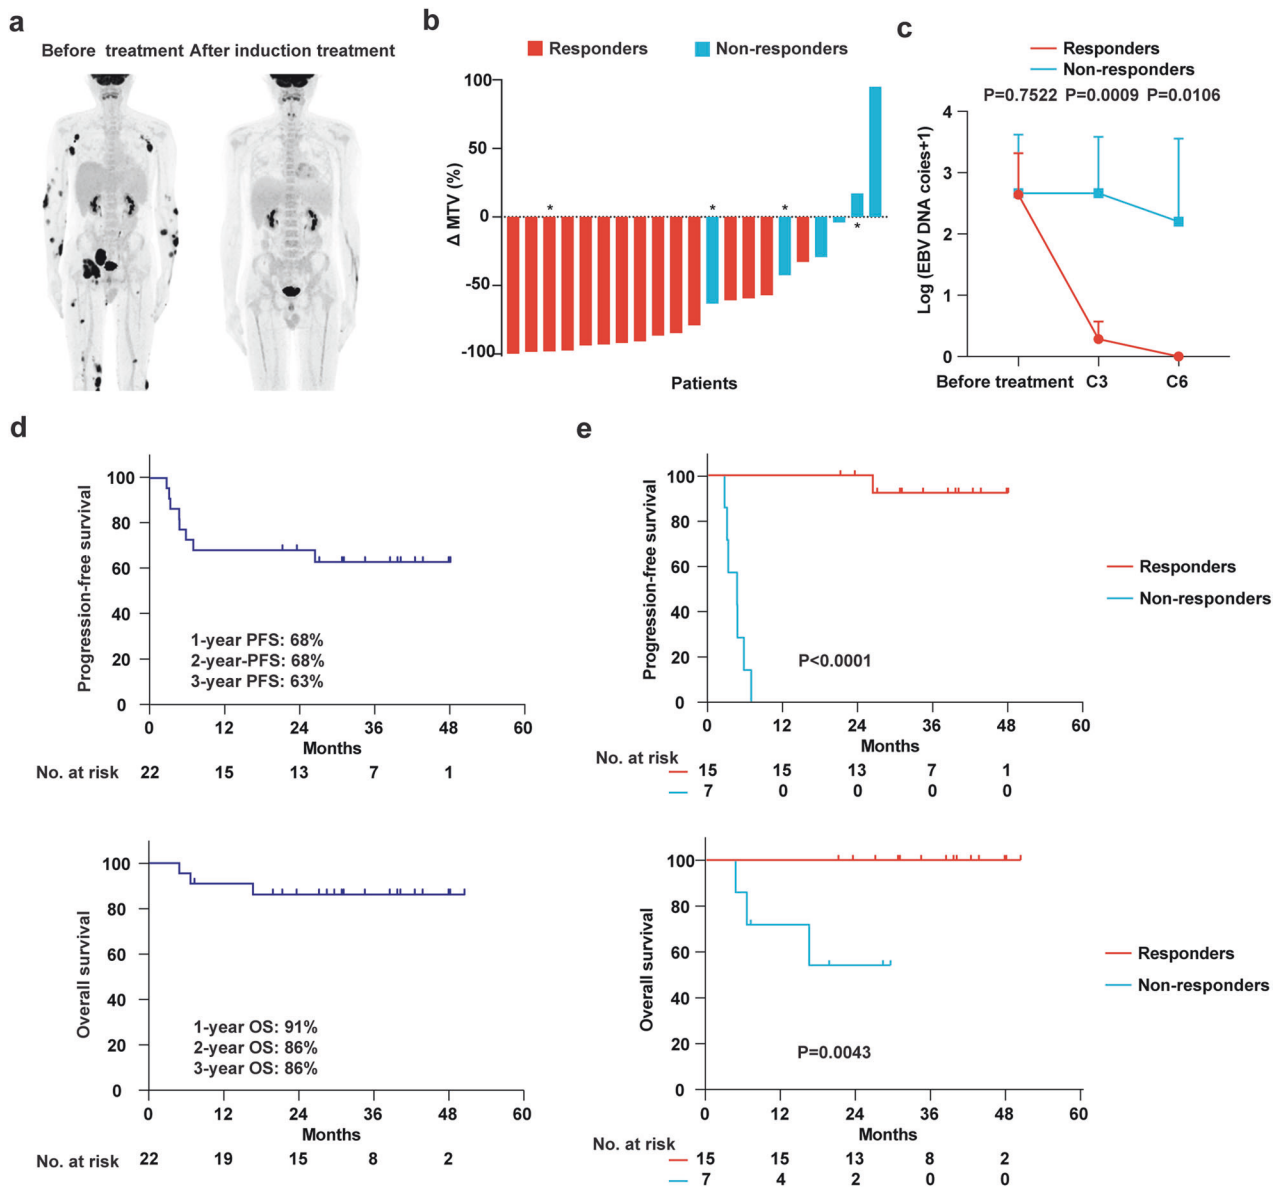 a
Before treatment After induction treatment
b
Responders Non-responders
100
50
0
-50
-100
Δ MTV (%)
* * * *
Patients
c
Responders
Non-responders
P=0.7522 P=0.0009 P=0.0106
4
3
2
1
0
Log (EBV DNA coies+1)
Before treatment C3 C6
d
100
80
60
40
20
0
Progression-free survival
1-year PFS: 68%
2-year-PFS: 68%
3-year PFS: 63%
0 12 24 36 48 60
Months
No. at risk 22 15 13 7 1
100
80
60
40
20
0
Overall survival
1-year OS: 91%
2-year OS: 86%
3-year OS: 86%
0 12 24 36 48 60
Months
No. at risk 22 19 15 8 2
e
100
80
60
40
20
0
Progression-free survival
P<0.0001
Responders
Non-responders
0 12 24 36 48 60
Months
No. at risk
15 15 13 7 1
7 0 0 0 0
100
80
60
40
20
0
Overall survival
P=0.0043
Responders
Non-responders
0 12 24 36 48 60
Months
No. at risk
15 15 13 8 2
7 4 2 0 0